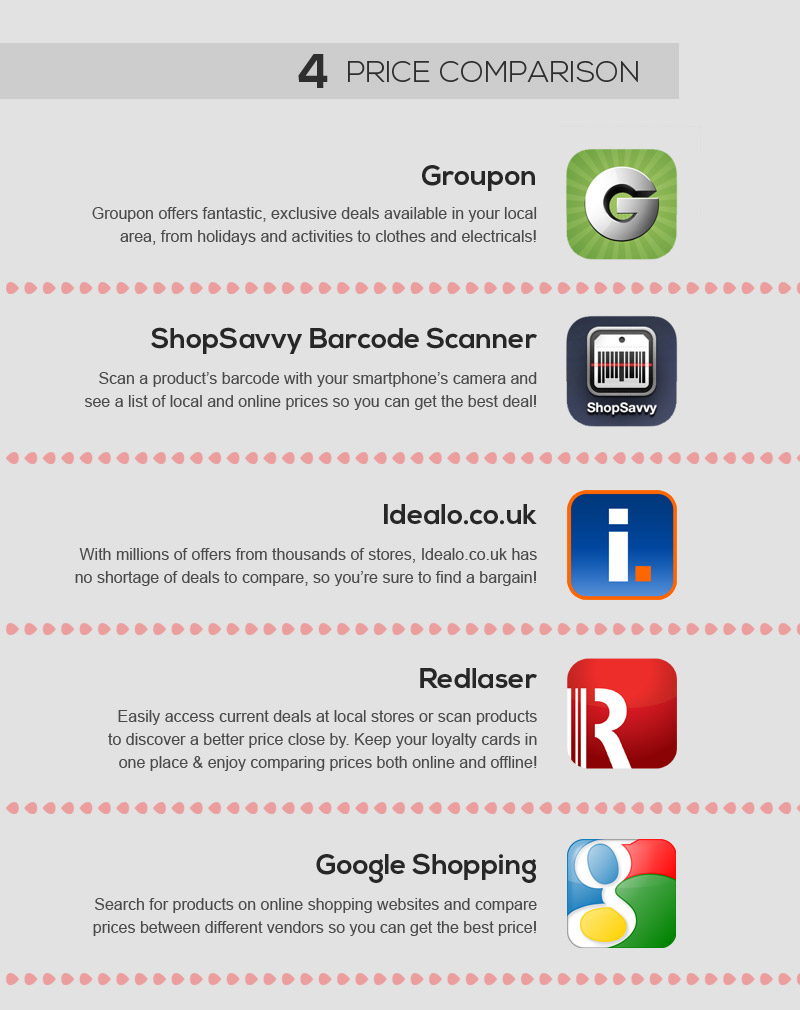 4 PRICE COMPARISON
Groupon
Groupon offers fantastic, exclusive deals available in your local
area, from holidays and activities to clothes and electricals!
G
ShopSavvy Barcode Scanner
Scan a product’s barcode with your smartphone’s camera and
see a list of local and online prices so you can get the best deal!
ShopSavvy
Idealo.co.uk
With millions of offers from thousands of stores, Idealo.co.uk has
no shortage of deals to compare, so you’re sure to find a bargain!
i.
Redlaser
Easily access current deals at local stores or scan products
to discover a better price close by. Keep your loyalty cards in
one place & enjoy comparing prices both online and offline!
R
Google Shopping
Search for products on online shopping websites and compare
prices between different vendors so you can get the best price!
g